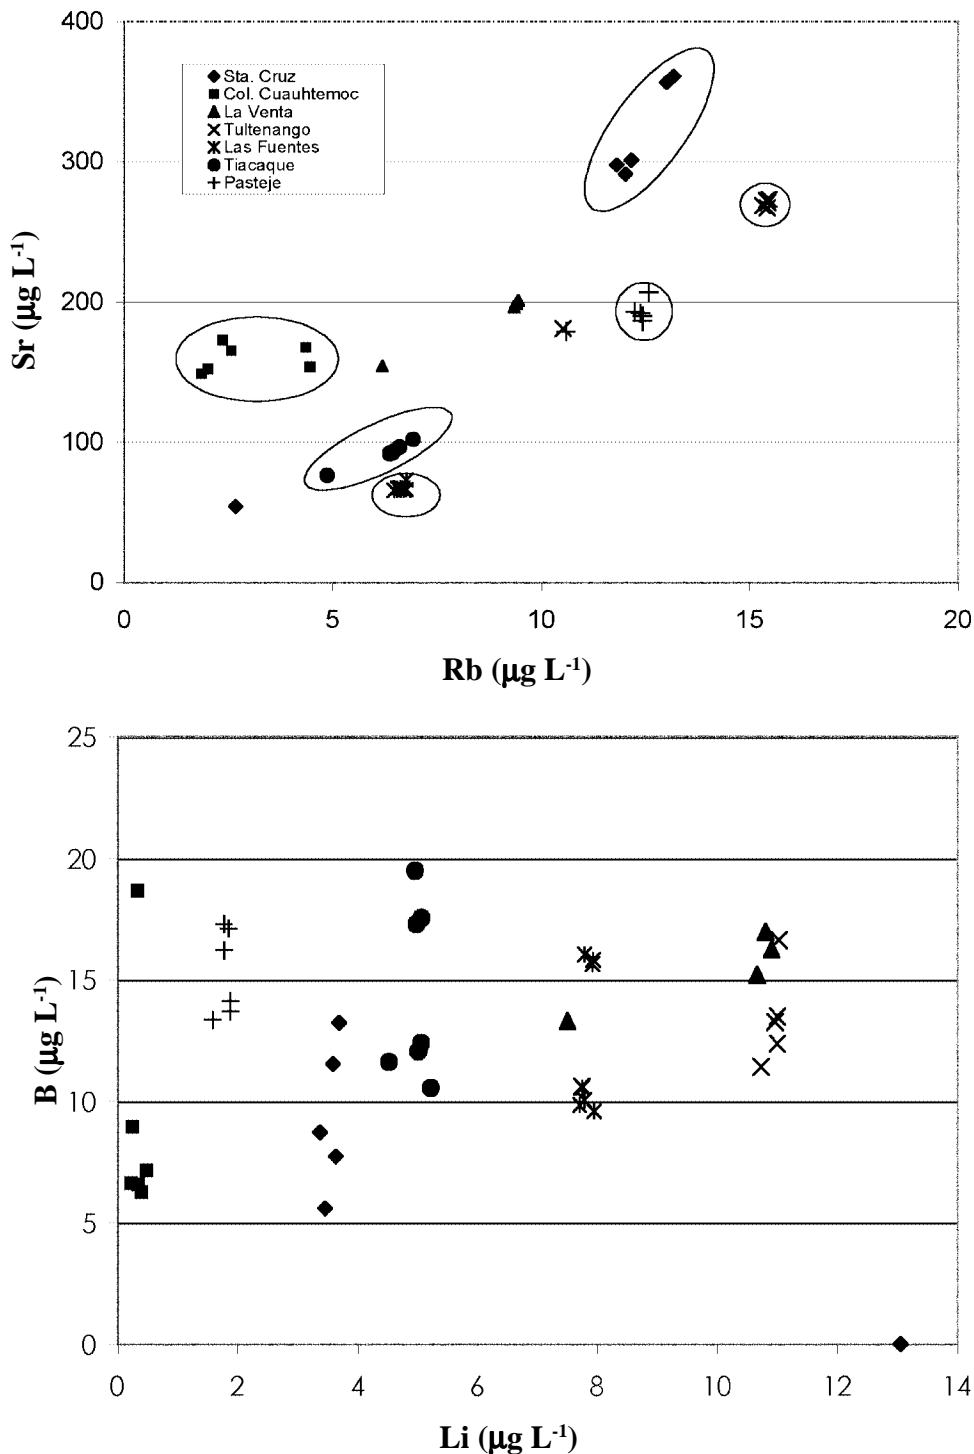 400
300
200
100
0
Sr (µg L-1)
Sta. Cruz
Col. Cuauhtemoc
La Venta
Tultenango
Las Fuentes
Tiacaque
Pasteje
0 5 10 15 20
Rb (µg L-1)
25
20
15
10
5
0
B (µg L-1)
0 2 4 6 8 10 12 14
Li (µg L-1)